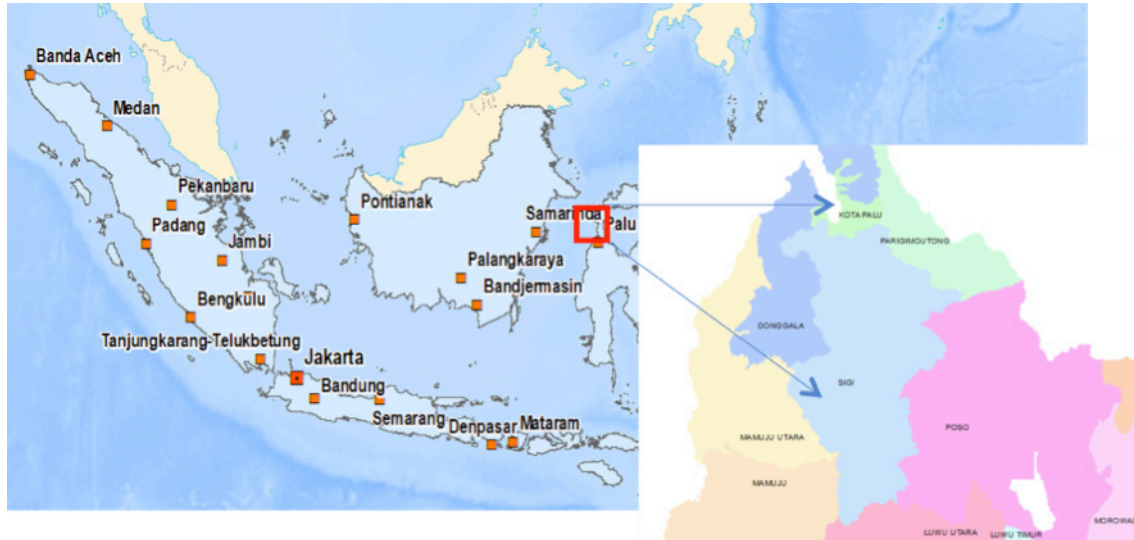 Banda Aceh
Medan
Pekanbaru
Padang
Jambi
Bengkulu
Tanjungkarang-Telukbetung
Jakarta
Bandung
Semarang
Denpasar
Mataram
Pontianak
Samarinda
Palu
Palangkaraya
Bandjermasin
KOTA PALU
PARIGIMOUTONG
DONGGALA
SIGI
POSO
MAMUJU UTARA
MAMUJU
LUWU UTARA
LUWU TIMUR
MOROWAL